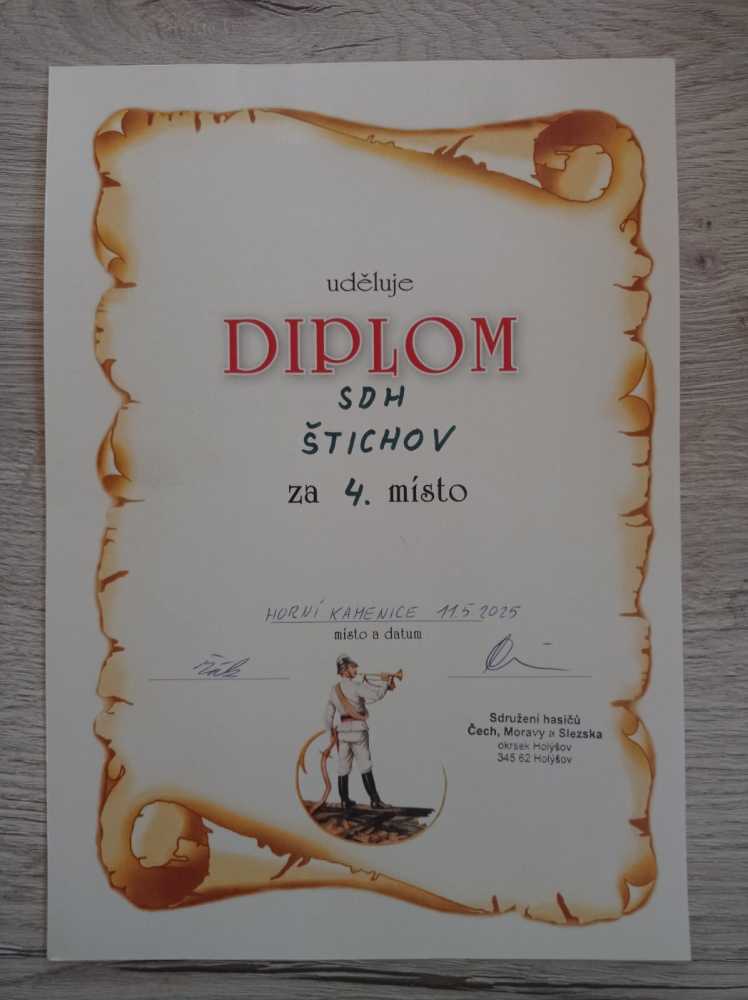 uděluje
DIPLOM
SDH
ŠTICHOV
za 4. místo
HORNÍ KAMENICE 11.5 2025
místo a datum
Žák
Sdružení hasičů
Čech, Moravy a Slezska
okrsek Holýšov
345 62 Holýšov